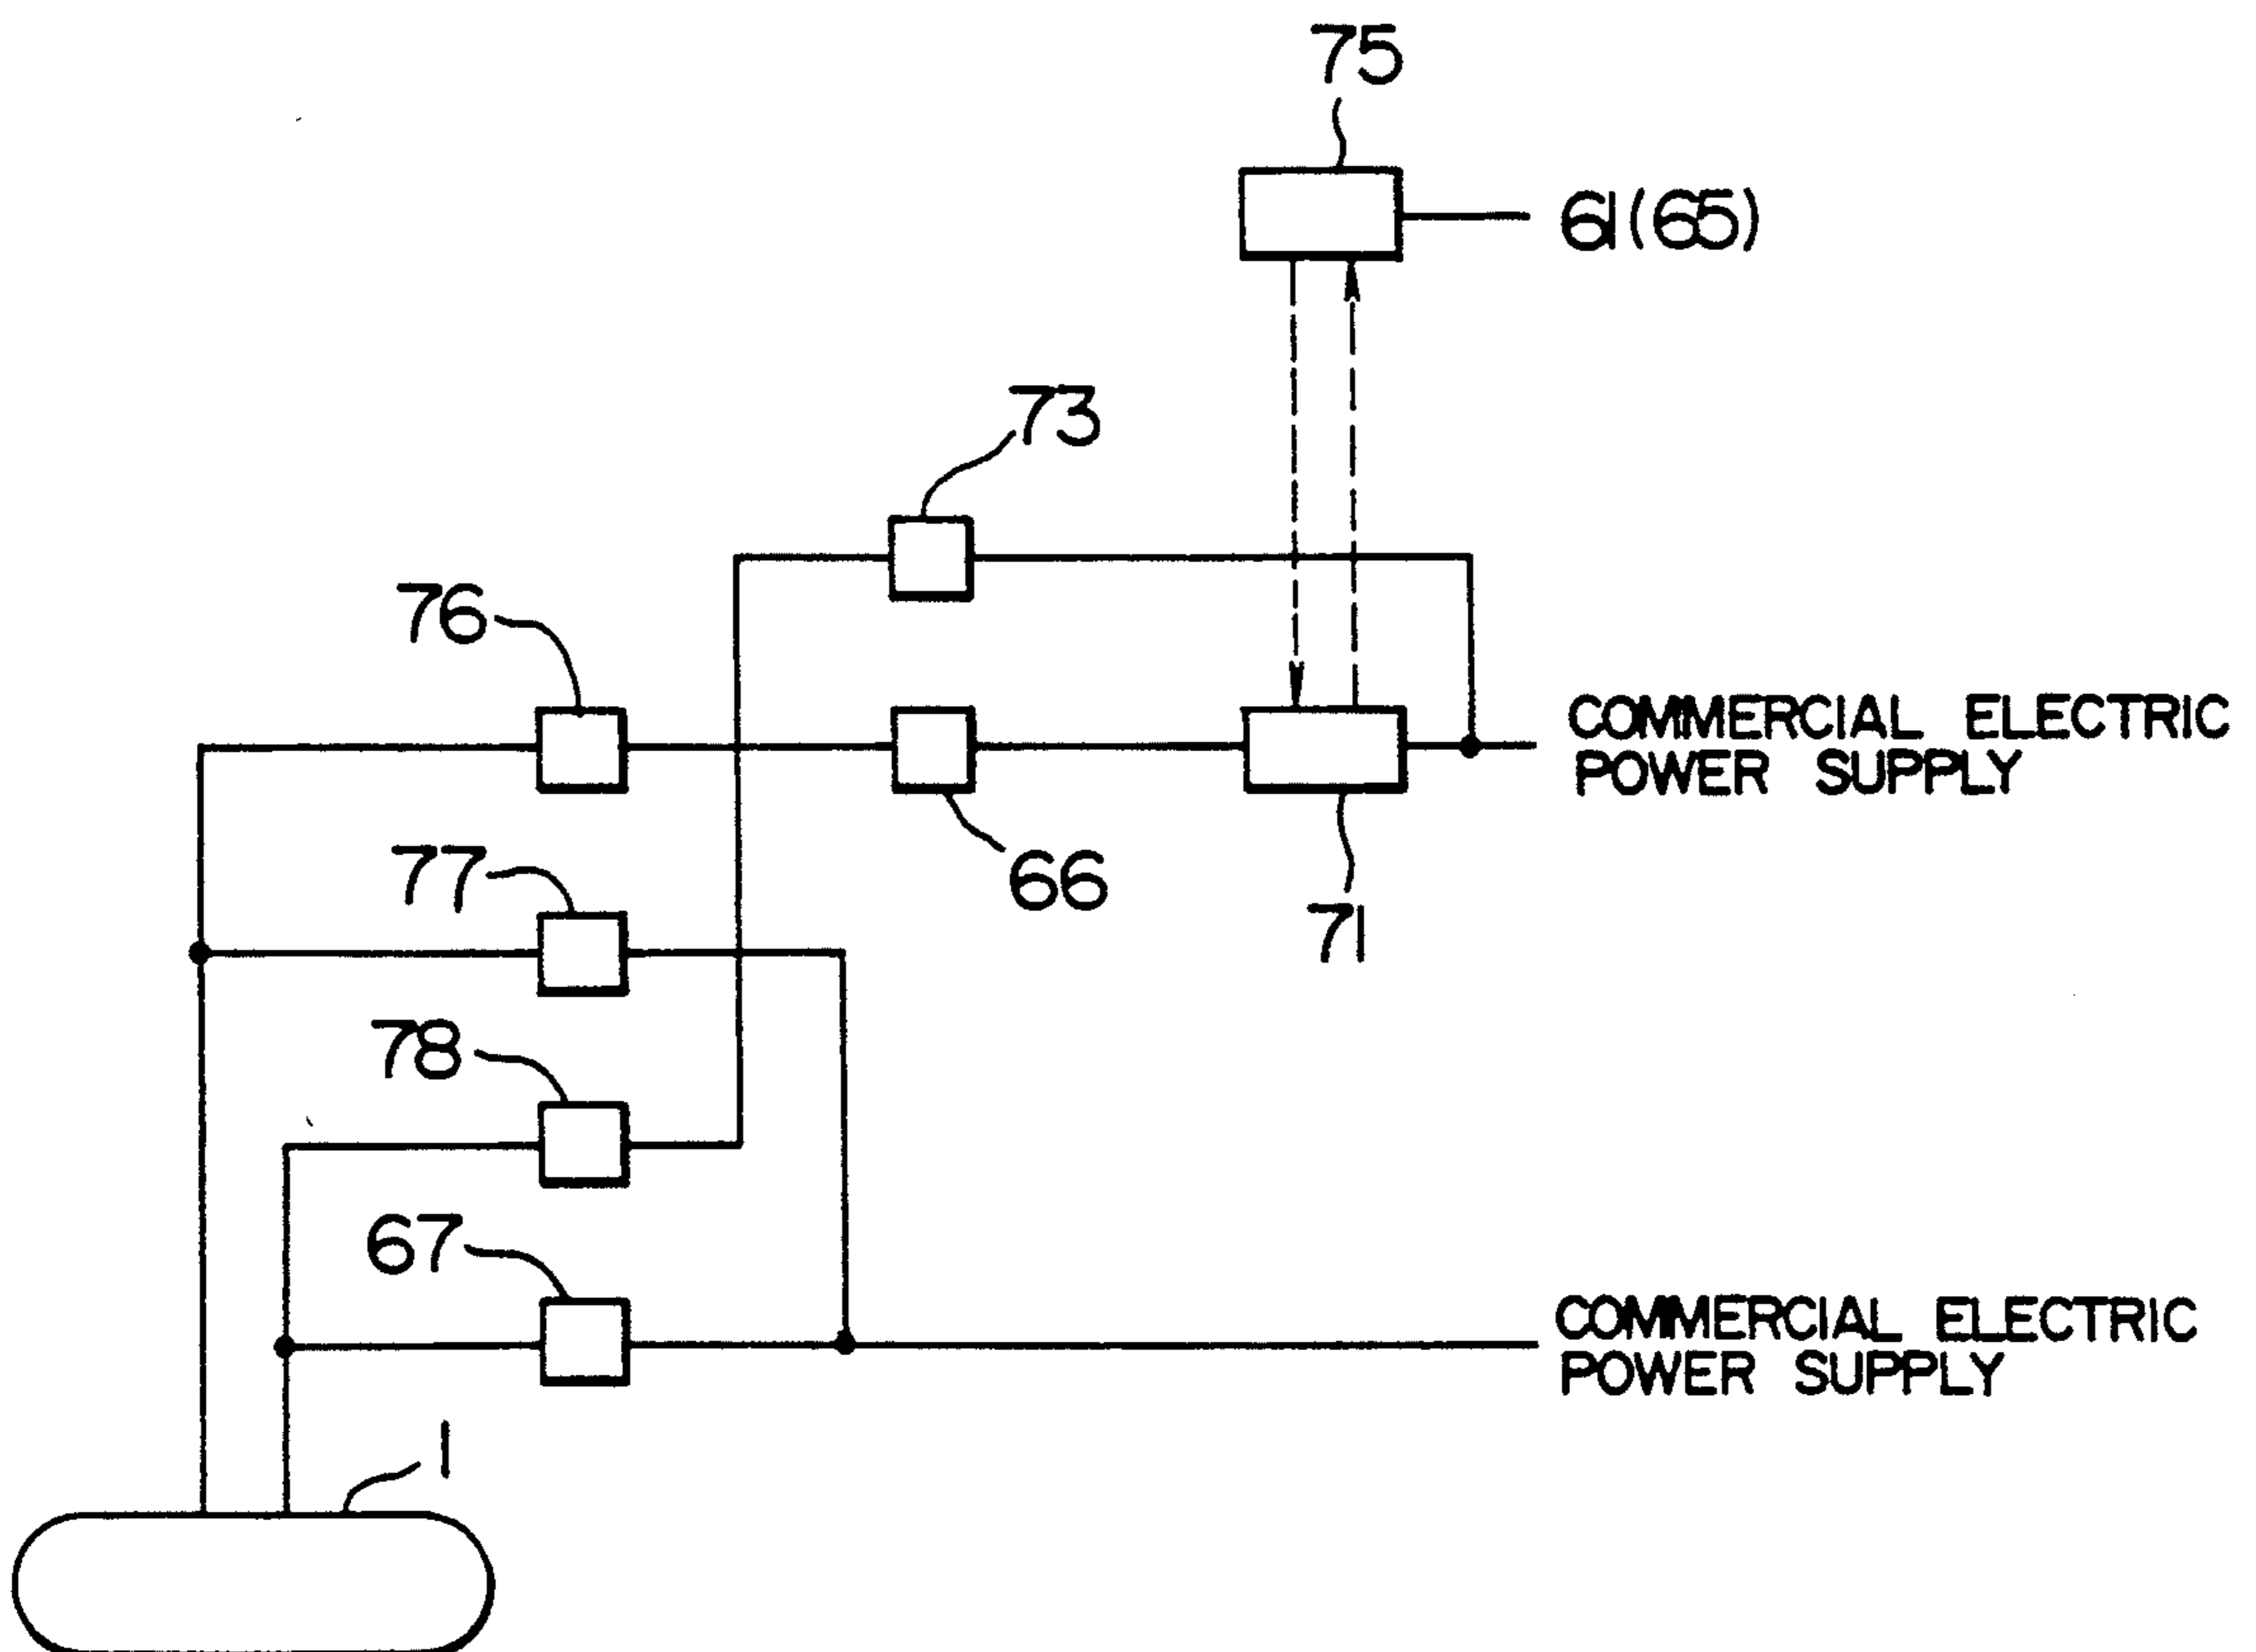 75
61(65)
73
76
COMMERCIAL ELECTRIC
POWER SUPPLY
77
66
71
78
67
COMMERCIAL ELECTRIC
POWER SUPPLY
1